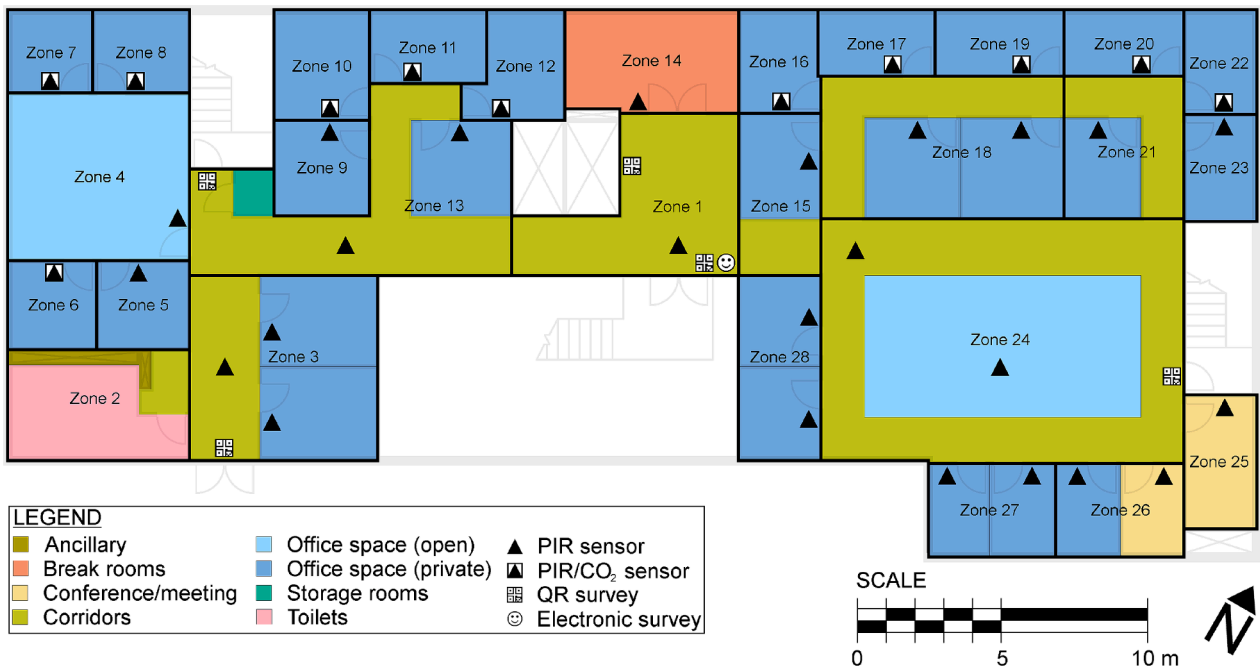 Zone 7
Zone 8
Zone 10
Zone 11
Zone 12
Zone 14
Zone 16
Zone 17
Zone 19
Zone 20
Zone 22
Zone 4
Zone 9
Zone 13
Zone 1
Zone 15
Zone 18
Zone 21
Zone 23
Zone 6
Zone 5
Zone 3
Zone 28
Zone 24
Zone 2
Zone 25
Zone 27
Zone 26
LEGEND
Ancillary
Break rooms
Conference/meeting
Corridors
Office space (open)
Office space (private)
Storage rooms
Toilets
PIR sensor
PIR/CO₂ sensor
QR survey
Electronic survey
SCALE
0 5 10 m
N